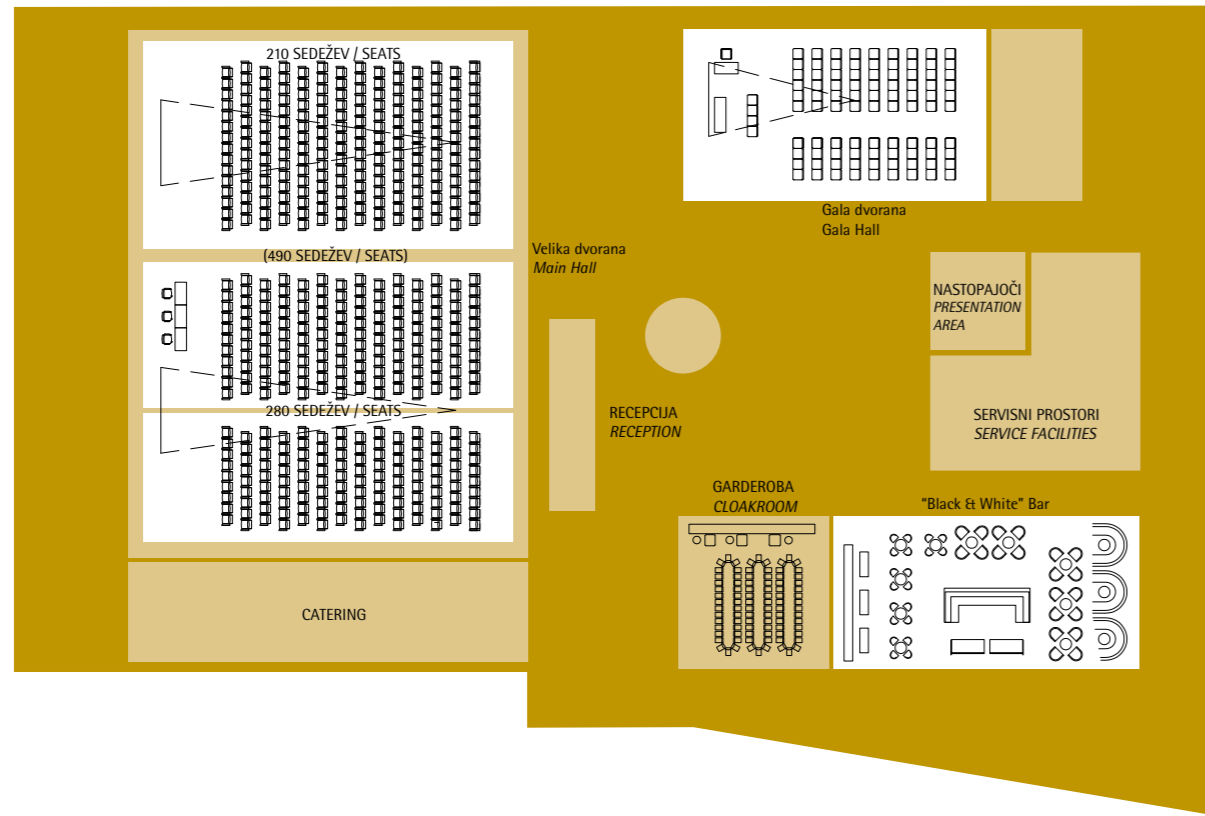 210 SEDEŽEV / SEATS
(490 SEDEŽEV / SEATS)
280 SEDEŽEV / SEATS
CATERING
Velika dvorana
Main Hall
RECEPCIJA
RECEPTION
Gala dvorana
Gala Hall
NASTOPAJOČI
PRESENTATION
AREA
SERVISNI PROSTORI
SERVICE FACILITIES
GARDEROBA
CLOAKROOM
"Black & White" Bar